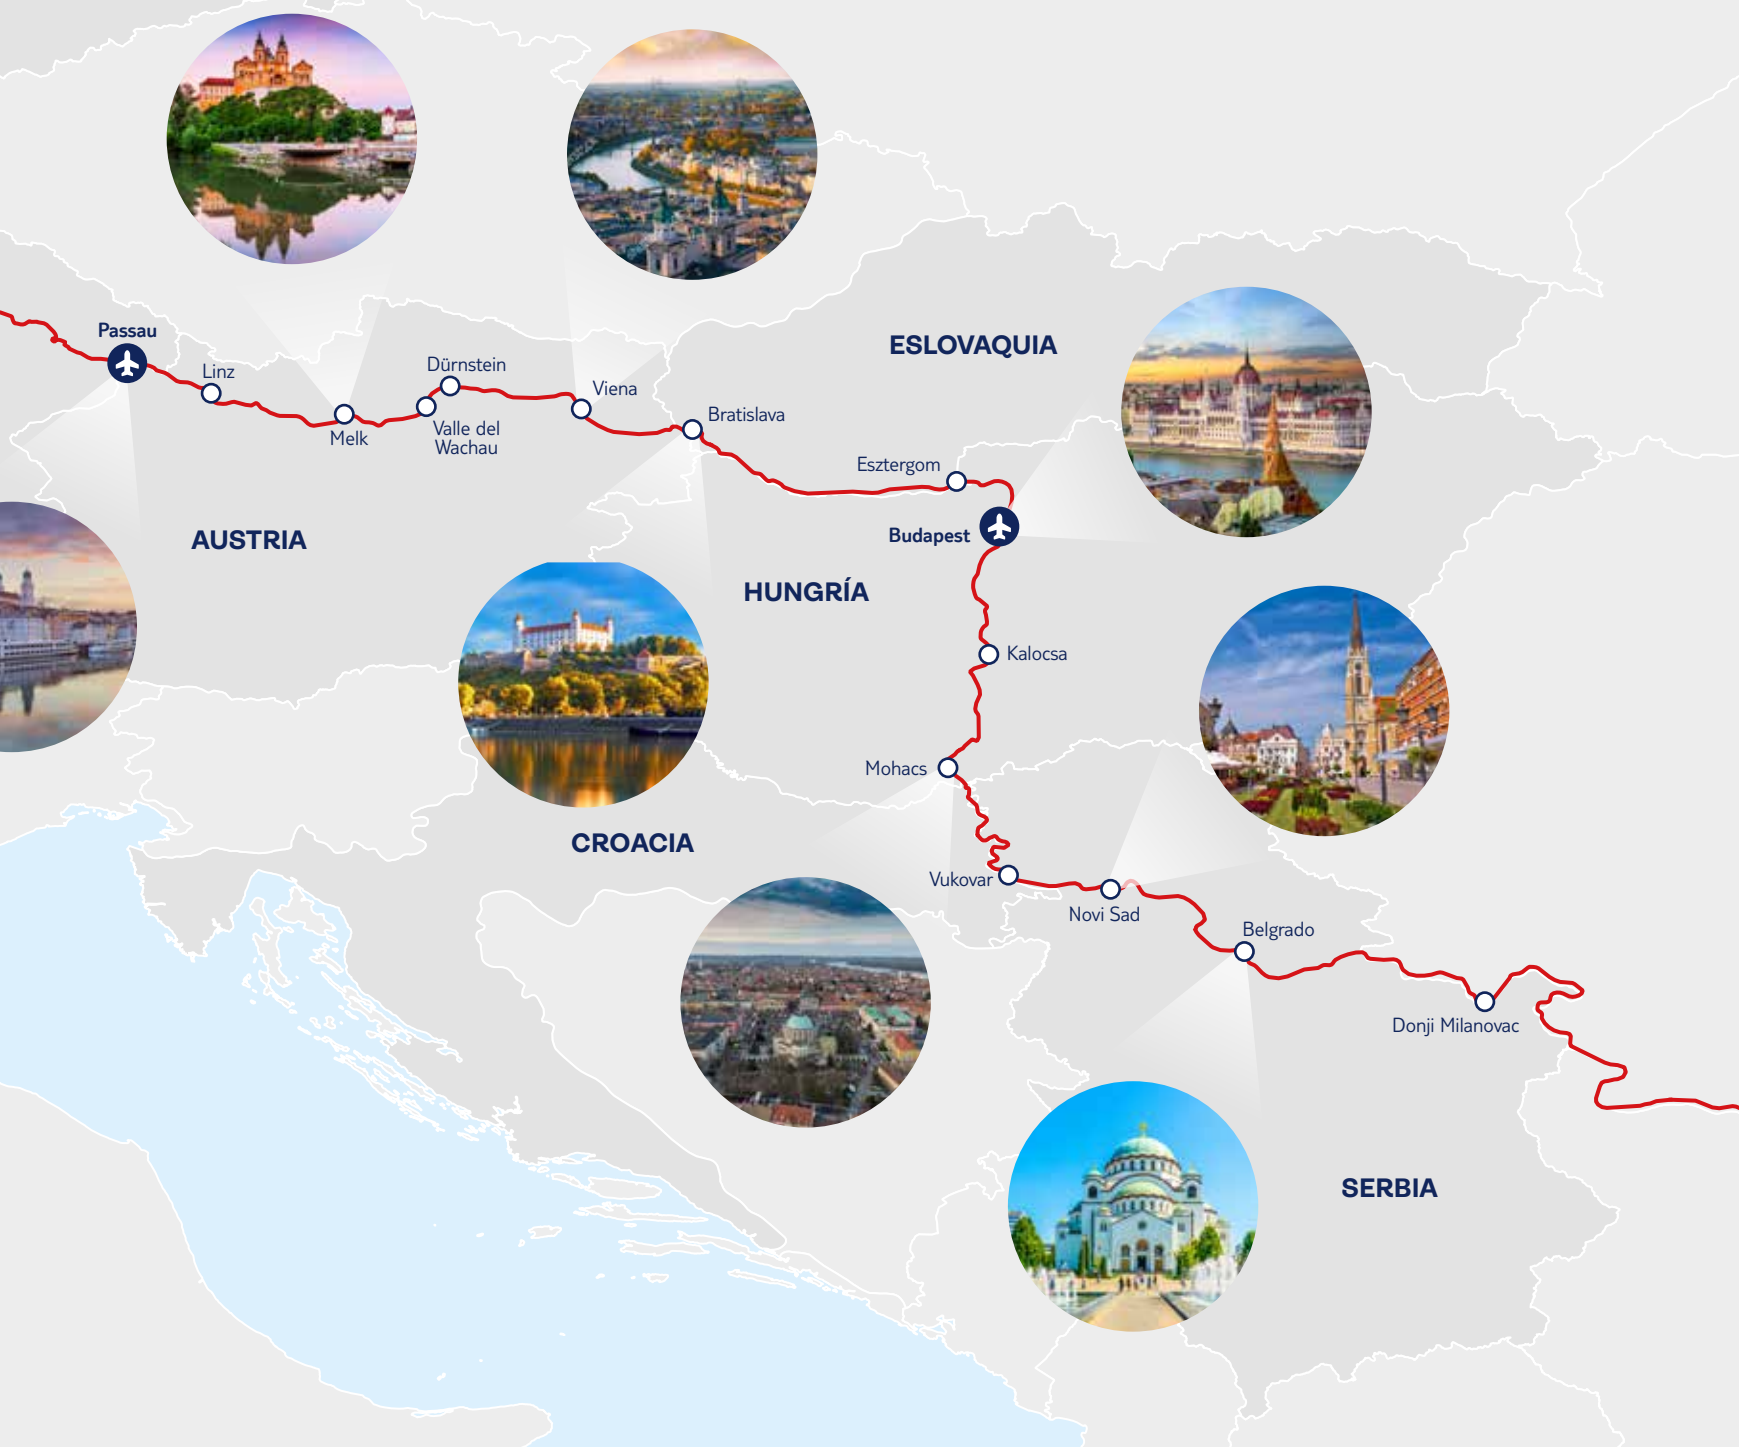 Passau
Linz
Melk
Dürnstein
Valle del
Wachau
Viena
Bratislava
ESLOVAQUIA
Esztergom
Budapest
AUSTRIA
HUNGRÍA
Kalocsa
Mohacs
CROACIA
Vukovar
Novi Sad
Belgrado
Donji Milanovac
SERBIA